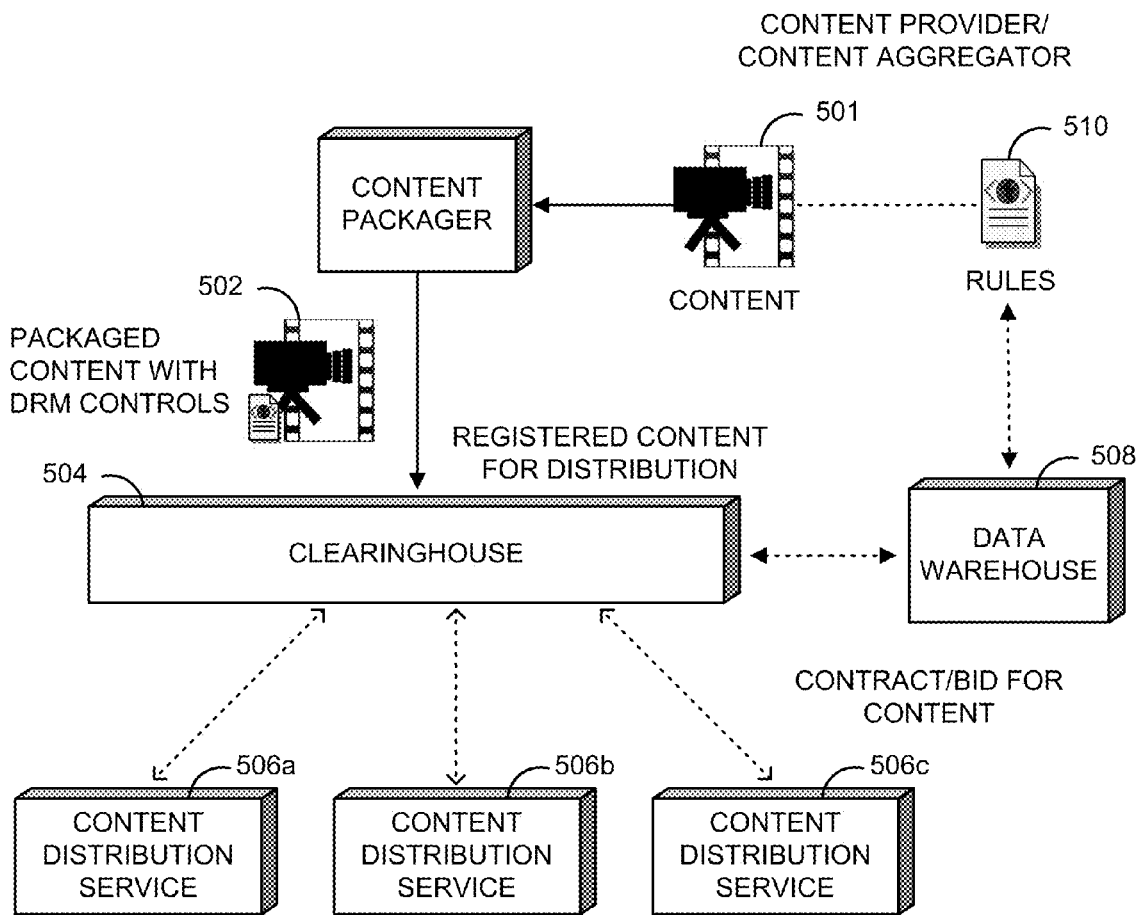 CONTENT PROVIDER/
CONTENT AGGREGATOR
501
510
CONTENT
PACKAGER
CONTENT
RULES
502
PACKAGED
CONTENT WITH
DRM CONTROLS
REGISTERED CONTENT
FOR DISTRIBUTION
504
508
CLEARINGHOUSE
DATA
WAREHOUSE
CONTRACT/BID FOR
CONTENT
506a
506b
506c
CONTENT
DISTRIBUTION
SERVICE
CONTENT
DISTRIBUTION
SERVICE
CONTENT
DISTRIBUTION
SERVICE